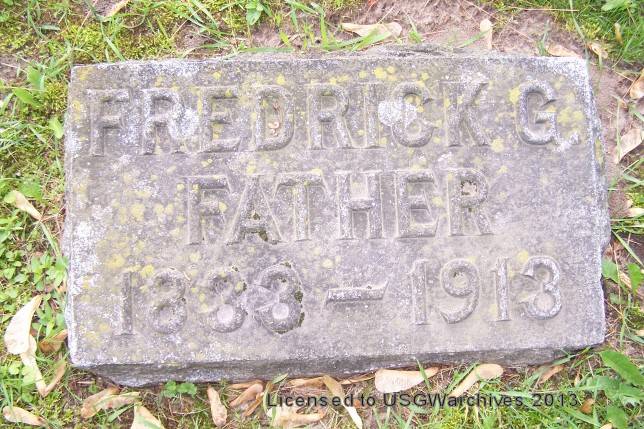 FREDRICK G.
FATHER
1833 – 1913
Licensed to USGWarchives 2013